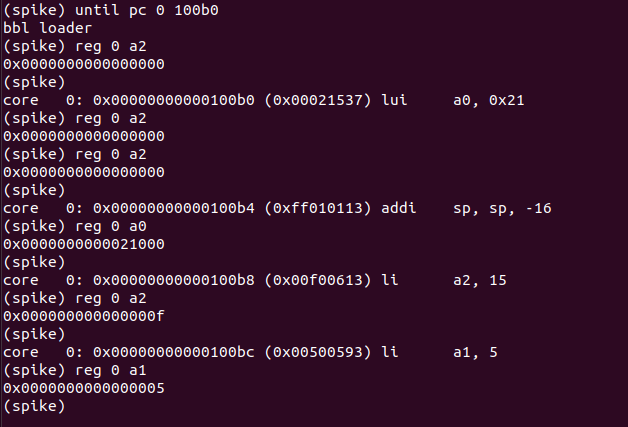 (spike) until pc 0 100b0
bbl loader
(spike) reg 0 a2
0x0000000000000000
(spike)
core   0: 0x00000000000100b0 (0x00021537) lui     a0, 0x21
(spike) reg 0 a2
0x0000000000000000
(spike) reg 0 a2
0x0000000000000000
(spike)
core   0: 0x00000000000100b4 (0xff010113) addi    sp, sp, -16
(spike) reg 0 a0
0x0000000000021000
(spike)
core   0: 0x00000000000100b8 (0x00f00613) li      a2, 15
(spike) reg 0 a2
0x000000000000000f
(spike)
core   0: 0x00000000000100bc (0x00500593) li      a1, 5
(spike) reg 0 a1
0x0000000000000005
(spike)